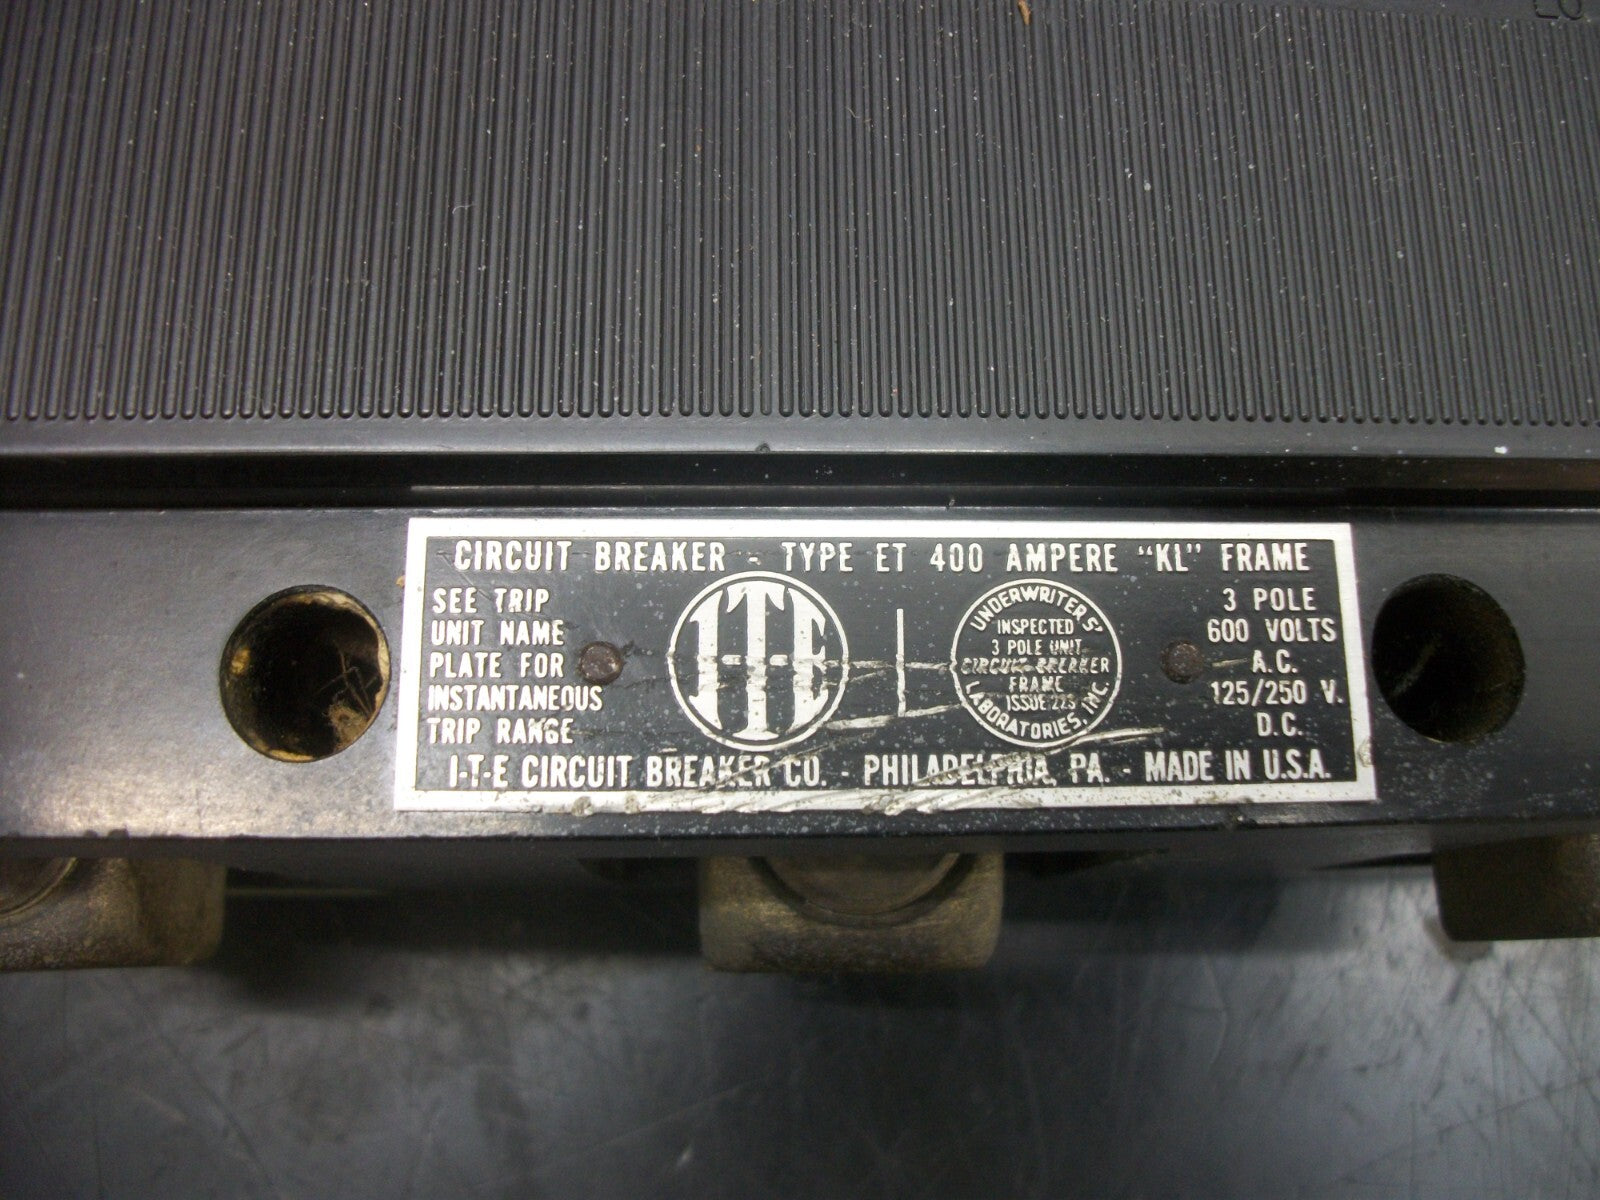 CIRCUIT BREAKER - TYPE ET 400 AMPERE "KL" FRAME
SEE TRIP
UNIT NAME
PLATE FOR
INSTANTANEOUS
TRIP RANGE
I-T-E
UNDERWRITERS'
INSPECTED
3 POLE UNIT
CIRCUIT BREAKER
FRAME
ISSUE
LABORATORIES, INC.
3 POLE
600 VOLTS
A.C.
125/250 V.
D.C.
I-T-E CIRCUIT BREAKER CO. - PHILADELPHIA, PA. - MADE IN U.S.A.